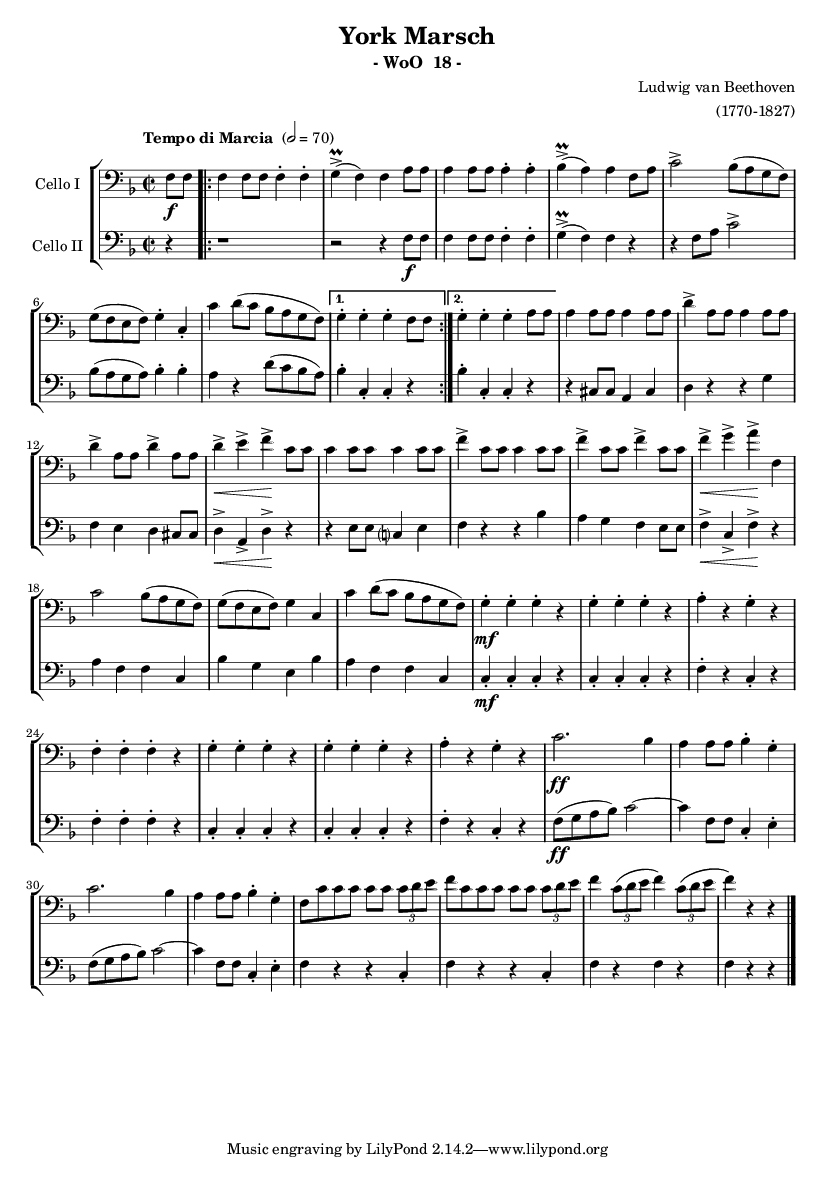 York Marsch
- WoO 18 -
Ludwig van Beethoven
(1770-1827)
Tempo di Marcia (𝅗𝅥 = 70)
Cello I
f
Cello II
f
6
1.
2.
12
18
mf
mf
24
ff
ff
30
3
3
3
3
Music engraving by LilyPond 2.14.2—www.lilypond.org